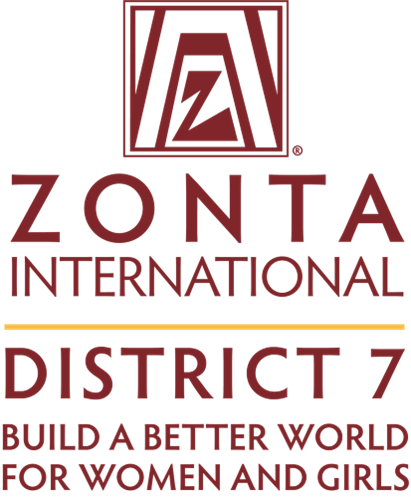 Z
®
ZONTA
INTERNATIONAL
DISTRICT 7
BUILD A BETTER WORLD
FOR WOMEN AND GIRLS